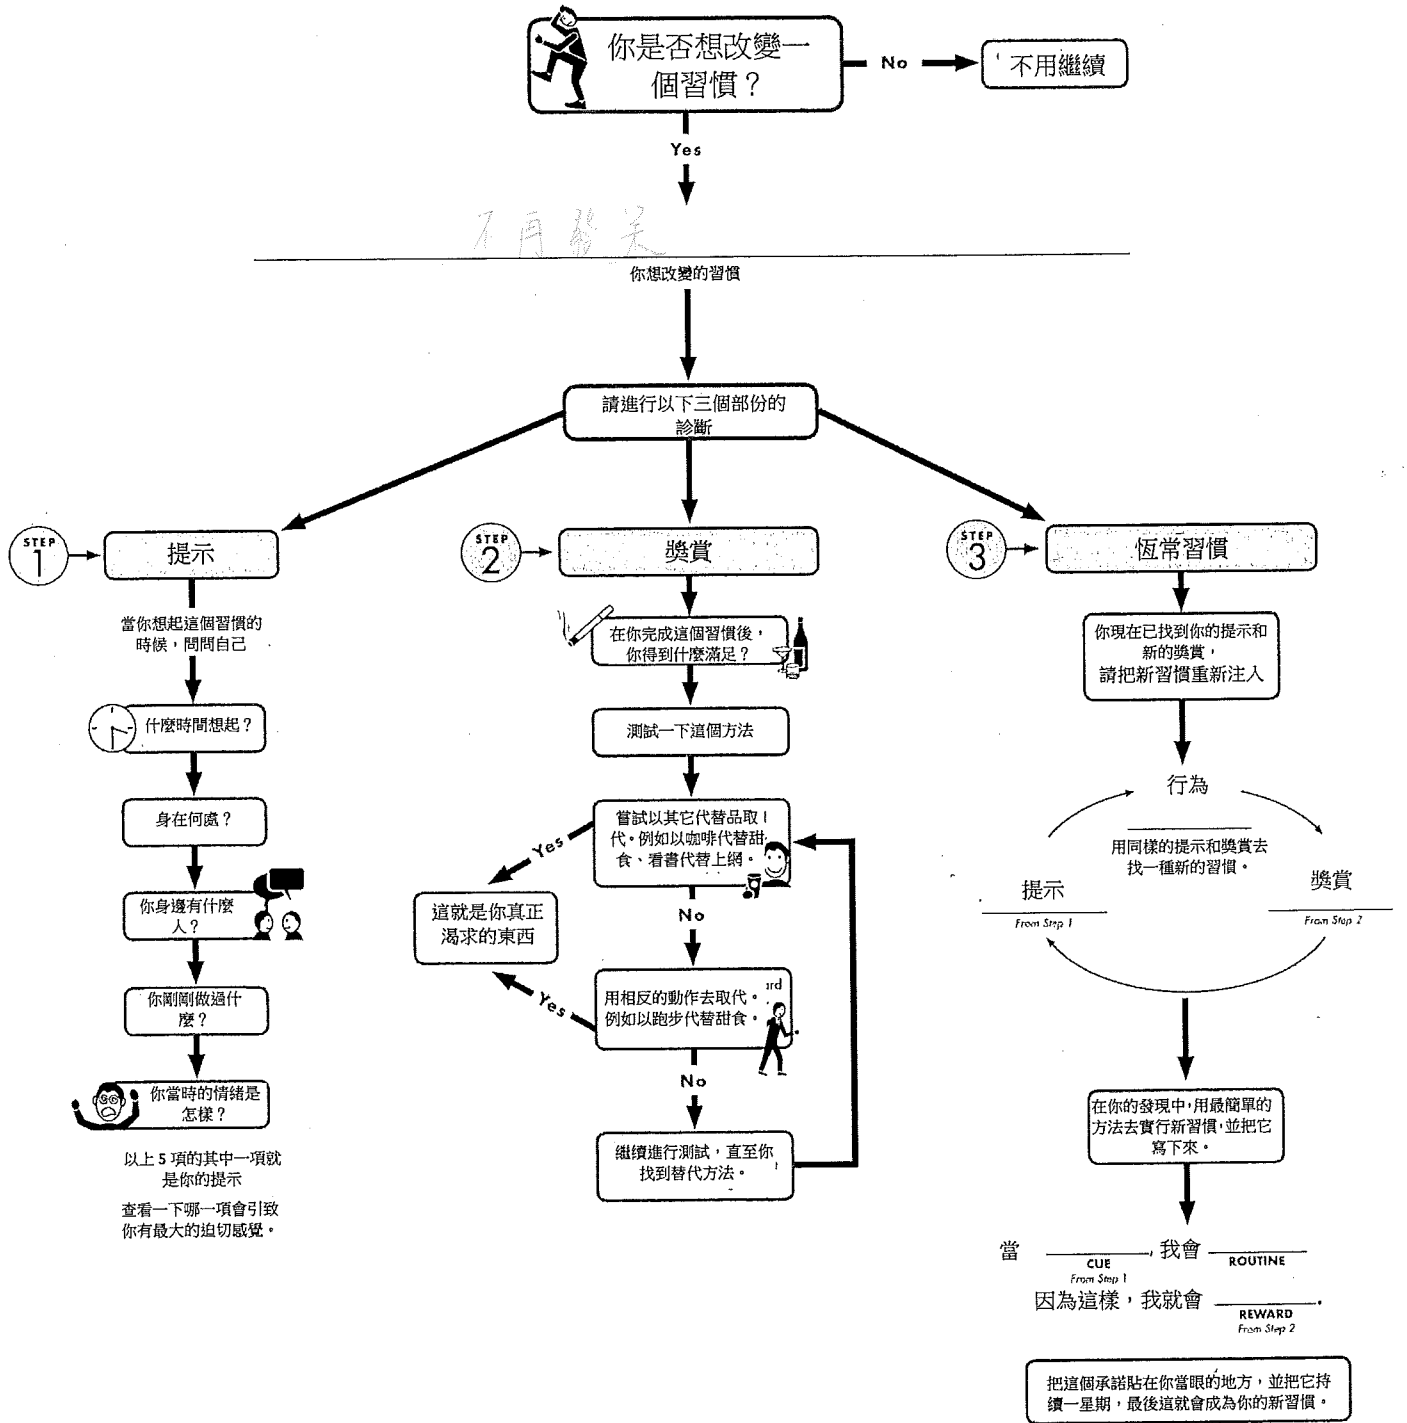 你是否想改變一
個習慣？
No
不用繼續
Yes
不再發
你想改變的習慣
請進行以下三個部份的
診斷
STEP
1
提示
當你想起這個習慣的
時候，問問自己
什麼時間想起？
身在何處？
你身邊有什麼
人？
你剛剛做過什
麼？
你當時的情緒是
怎樣？
以上 5 項的其中一項就
是你的提示
查看一下哪一項會引致
你有最大的迫切感覺。
STEP
2
獎賞
在你完成這個習慣後，
你得到什麼滿足？
測試一下這個方法
嘗試以其它代替品取
代。例如以咖啡代替甜
食、看書代替上網。
Yes
這就是你真正
渴求的東西
No
用相反的動作去取代。
例如以跑步代替甜食。
rd
Yes
No
繼續進行測試，直至你
找到替代方法。
STEP
3
恆常習慣
你現在已找到你的提示和
新的獎賞，
請把新習慣重新注入
行為
用同樣的提示和獎賞去
找一種新的習慣。
提示
From Step 1
獎賞
From Step 2
在你的發現中，用最簡單的
方法去實行新習慣，並把它
寫下來。
當 ，我會
CUE ROUTINE
From Step 1
因為這樣，我就會 .
REWARD
From Step 2
把這個承諾貼在你當眼的地方，並把它持
續一星期，最後這就會成為你的新習慣。